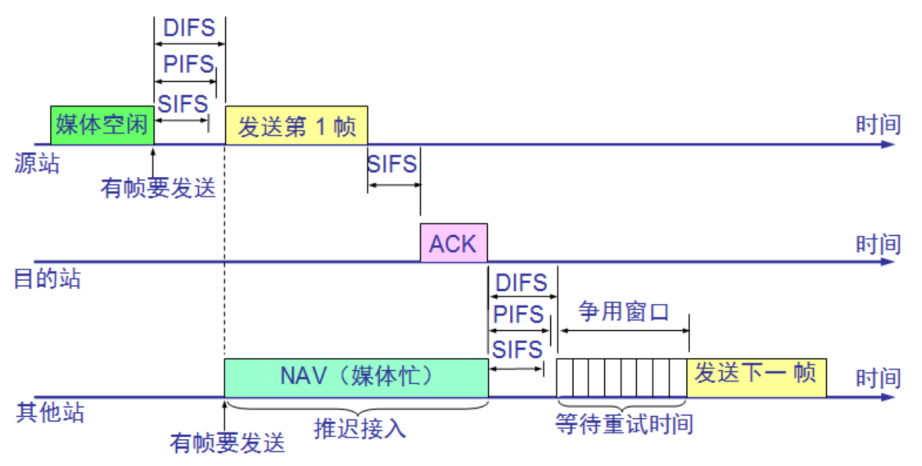 DIFS
PIFS
SIFS
媒体空闲
发送第 1 帧
时间
源站
有帧要发送
SIFS
ACK
时间
目的站
DIFS
PIFS
SIFS
争用窗口
NAV（媒体忙）
发送下一 帧
时间
其他站
有帧要发送
推迟接入
等待重试时间